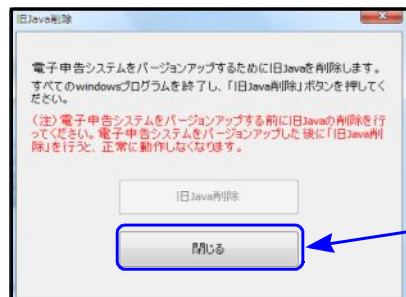 旧Java削除
電子申告システムをバージョンアップするために旧Javaを削除します。
すべてのwindowsプログラムを終了し、「旧Java削除」ボタンを押してく
ださい。
(注)電子申告システムをバージョンアップする前に旧Javaの削除を行
ってください。電子申告システムをバージョンアップした後に「旧Java削
除」を行うと、正常に動作しなくなります。
旧Java削除
閉じる